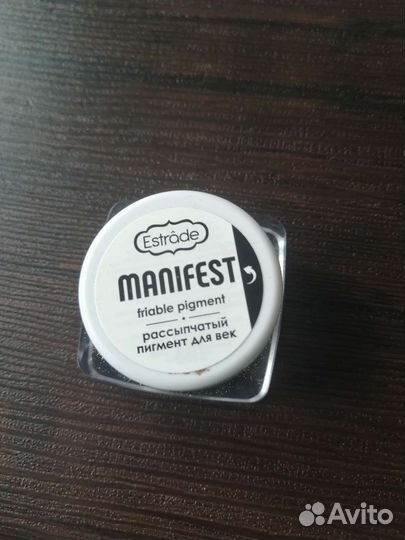 Estrâde
MANIFEST
friable pigment
рассыпчатый
пигмент для век
Avito